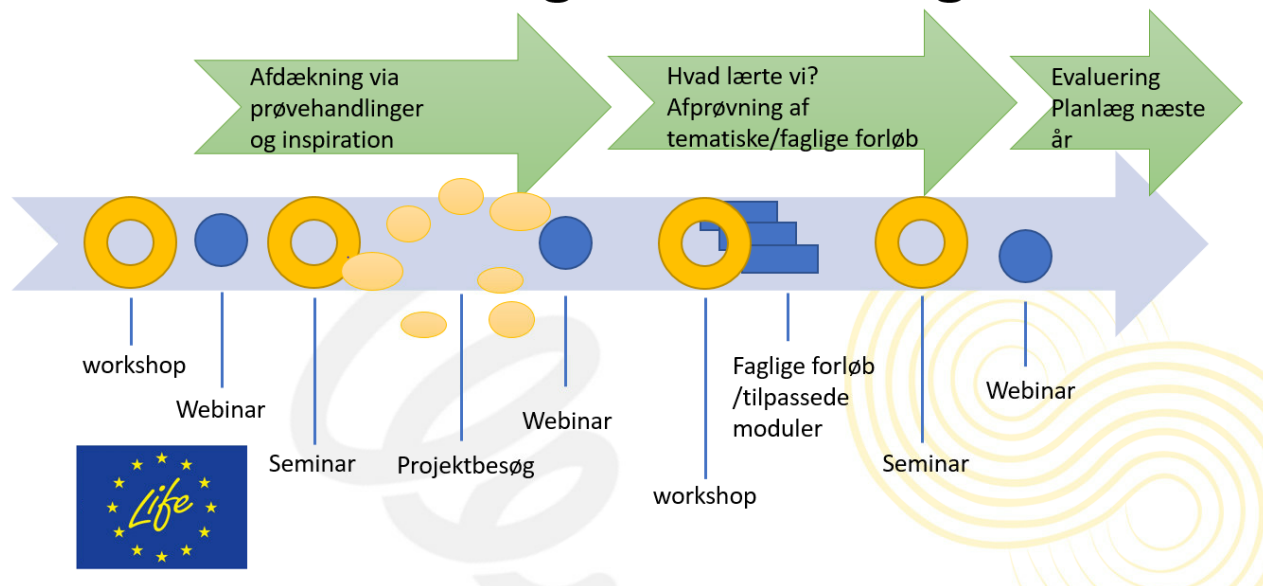 Afdækning via
prøvehandlinger
og inspiration
Hvad lærte vi?
Afprøvning af
tematiske/faglige forløb
Evaluering
Planlæg næste
år
workshop
Webinar
Seminar
Projektbesøg
Webinar
workshop
Faglige forløb
/tilpassede
moduler
Seminar
Webinar
Life